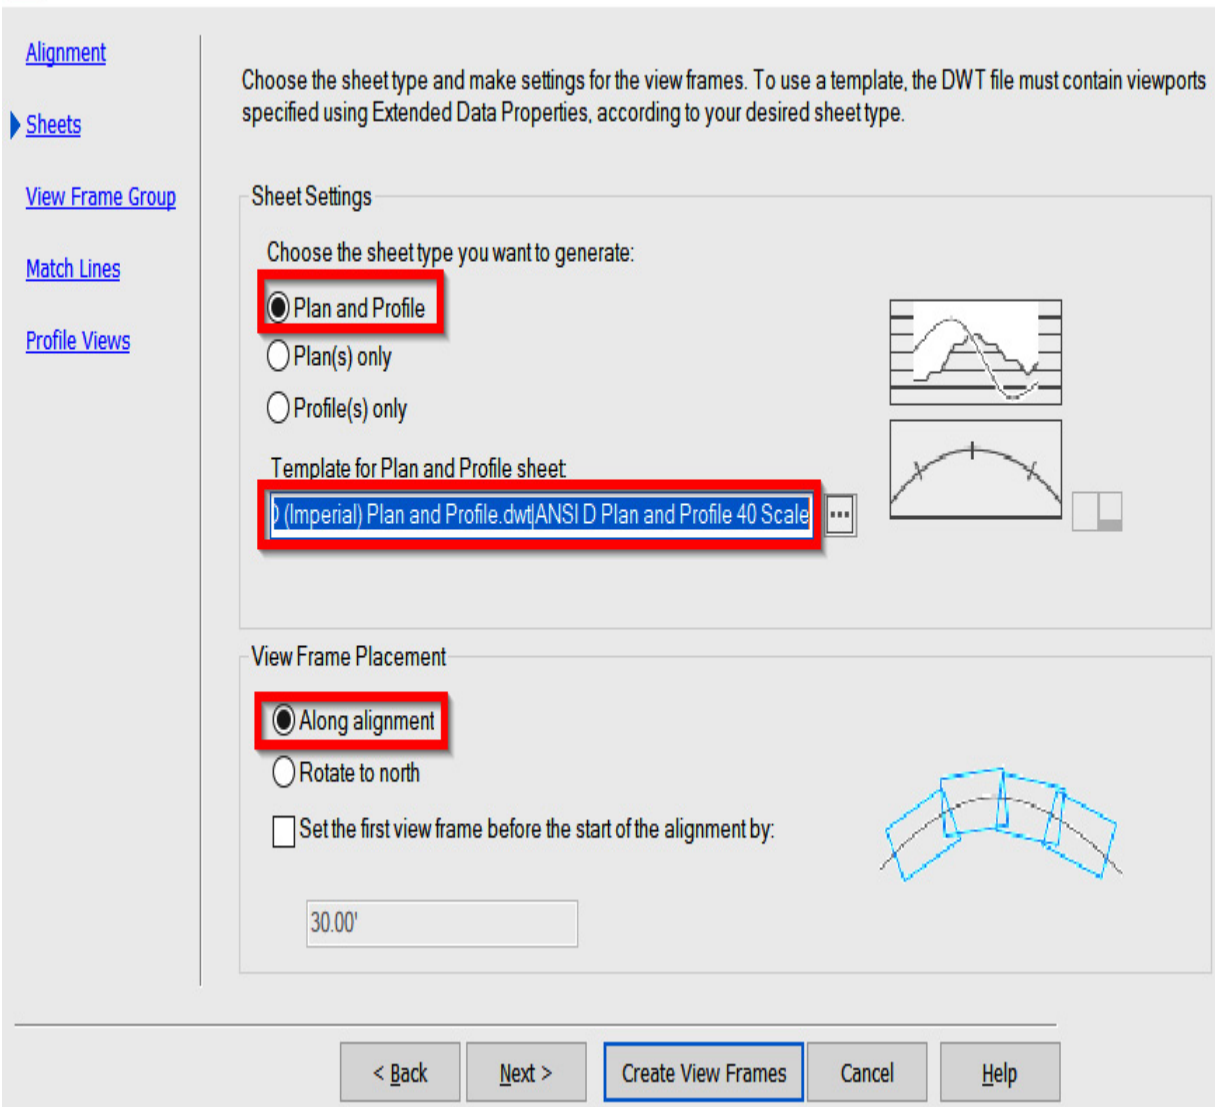 Alignment
Sheets
View Frame Group
Match Lines
Profile Views
Choose the sheet type and make settings for the view frames. To use a template, the DWT file must contain viewports
specified using Extended Data Properties, according to your desired sheet type.
Sheet Settings
Choose the sheet type you want to generate:
Plan and Profile
Plan(s) only
Profile(s) only
Template for Plan and Profile sheet:
(Imperial) Plan and Profile.dwt|ANSI D Plan and Profile 40 Scale
...
View Frame Placement
Along alignment
Rotate to north
Set the first view frame before the start of the alignment by:
30.00'
< Back
Next >
Create View Frames
Cancel
Help